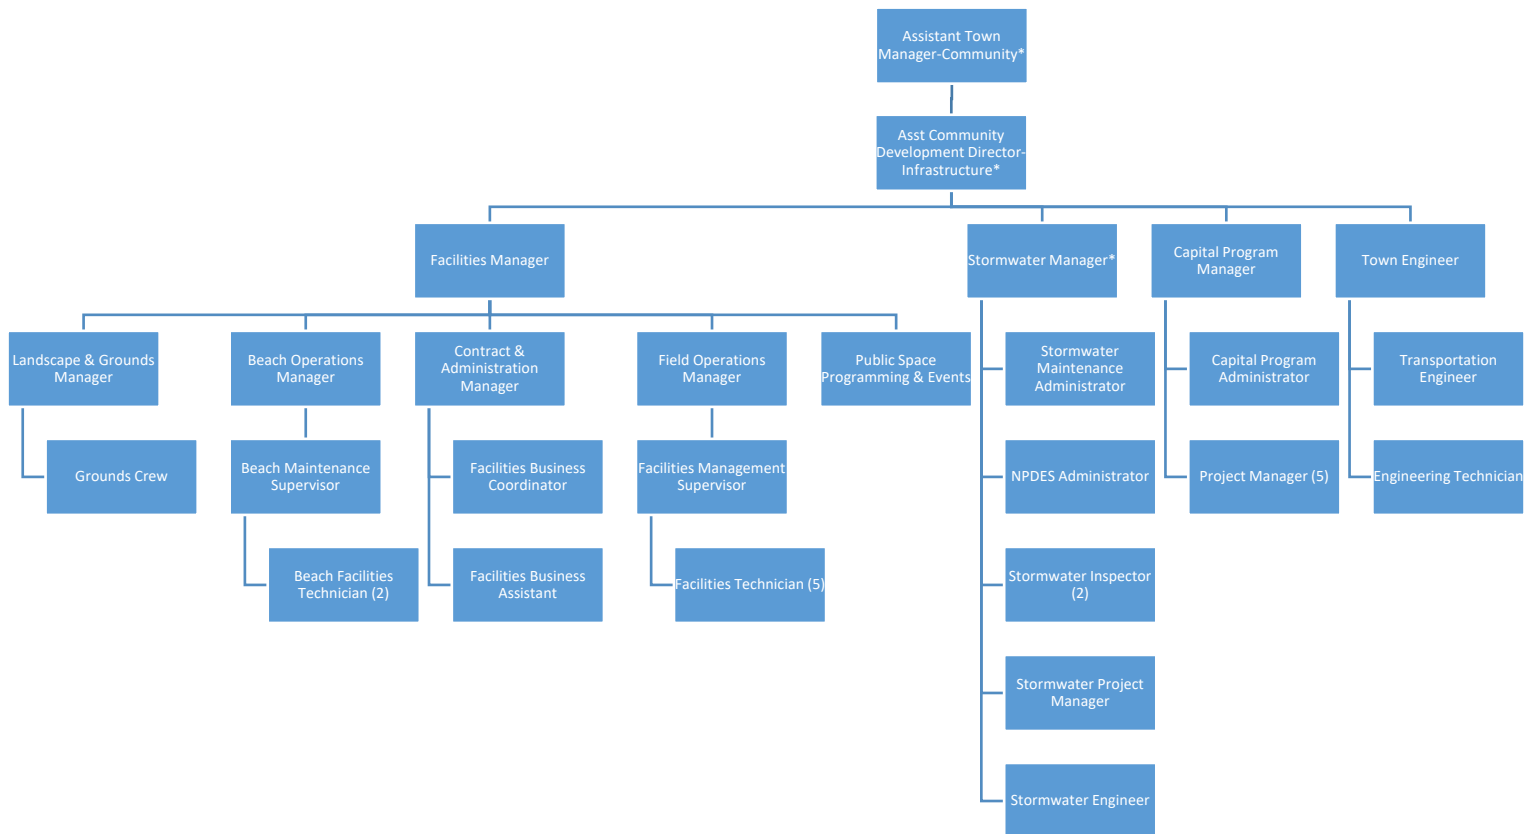 Assistant Town
Manager-Community*
Asst Community
Development Director-
Infrastructure*
Facilities Manager
Stormwater Manager*
Capital Program
Manager
Town Engineer
Landscape & Grounds
Manager
Beach Operations
Manager
Contract &
Administration
Manager
Field Operations
Manager
Public Space
Programming & Events
Stormwater
Maintenance
Administrator
Capital Program
Administrator
Transportation
Engineer
Grounds Crew
Beach Maintenance
Supervisor
Facilities Business
Coordinator
Facilities Management
Supervisor
NPDES Administrator
Project Manager (5)
Engineering Technician
Beach Facilities
Technician (2)
Facilities Business
Assistant
Facilities Technician (5)
Stormwater Inspector
(2)
Stormwater Project
Manager
Stormwater Engineer